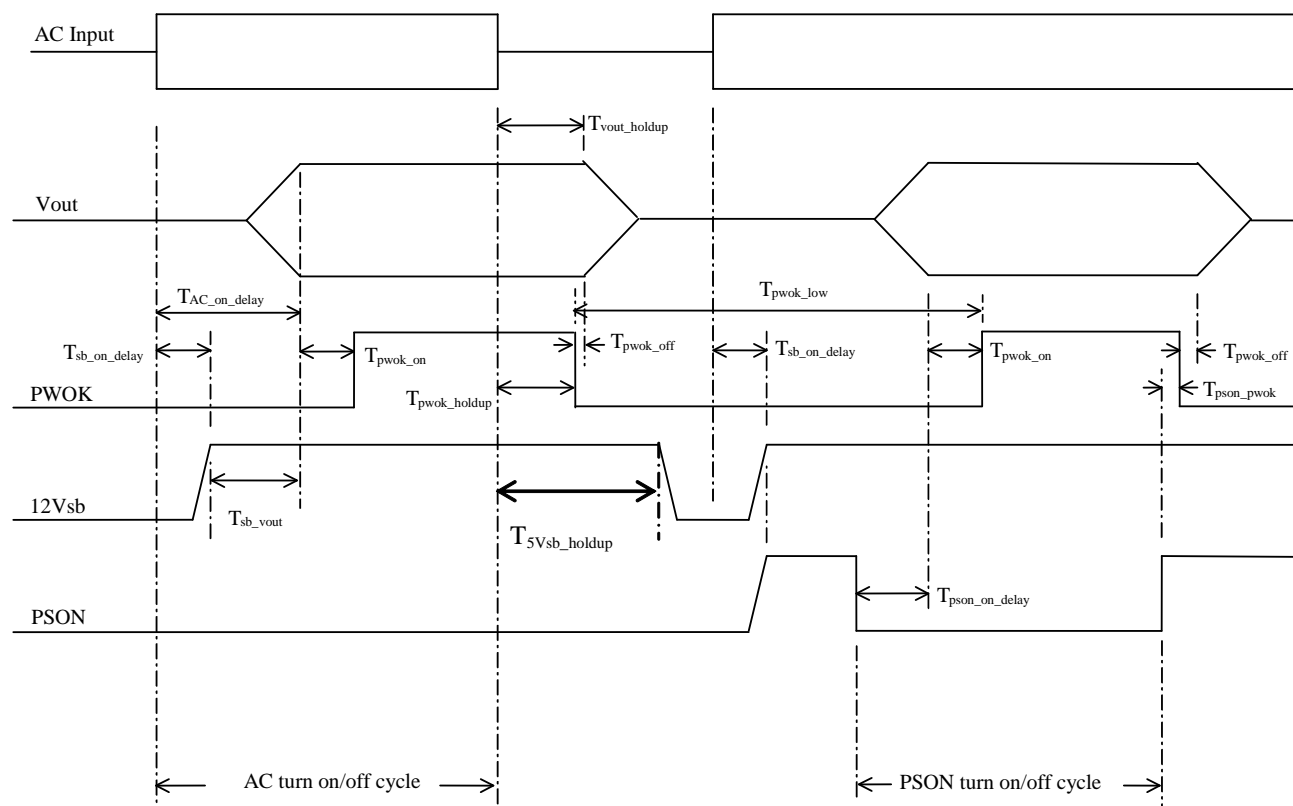 AC Input
Tvout_holdup
Vout
TAC_on_delay
Tpwok_low
Tsb_on_delay
Tpwok_on
Tpwok_off
Tsb_on_delay
Tpwok_on
Tpwok_off
PWOK
Tpwok_holdup
Tpson_pwok
12Vsb
Tsb_vout
T5Vsb_holdup
PSON
Tpson_on_delay
AC turn on/off cycle
PSON turn on/off cycle